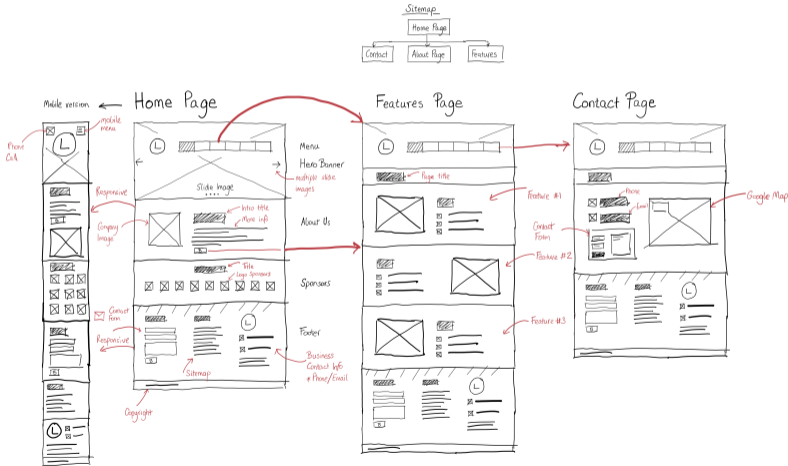 Sitemap
Home Page
Contact
About Page
Features
Mobile version
Home Page
Features Page
Contact Page
Phone
Call
mobile
menu
L
Responsive
Company
Image
Contact
Form
Responsive
L
L
Menu
Hero Banner
multiple slide
images
Slide Image
Intro title
More info
About Us
Title
Logo Sponsors
Sponsors
Footer
L
Sitemap
Business
Contact Info
+ Phone/Email
Copyright
L
Page title
Feature #1
Feature #2
Feature #3
L
L
Phone
Email
Contact
Form
Google Map
L